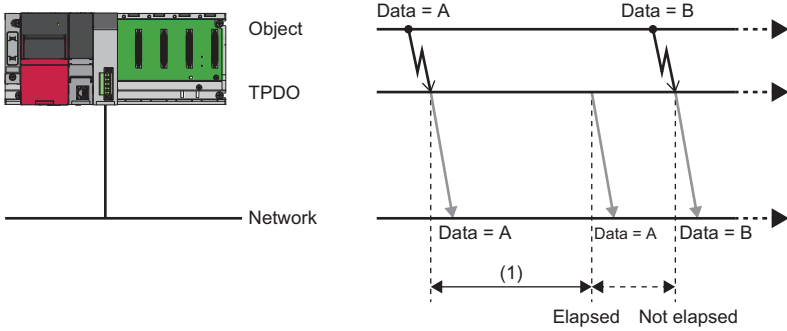 Data = A
Data = B
Object
TPDO
Network
Data = A
Data = A
Data = B
(1)
Elapsed
Not elapsed